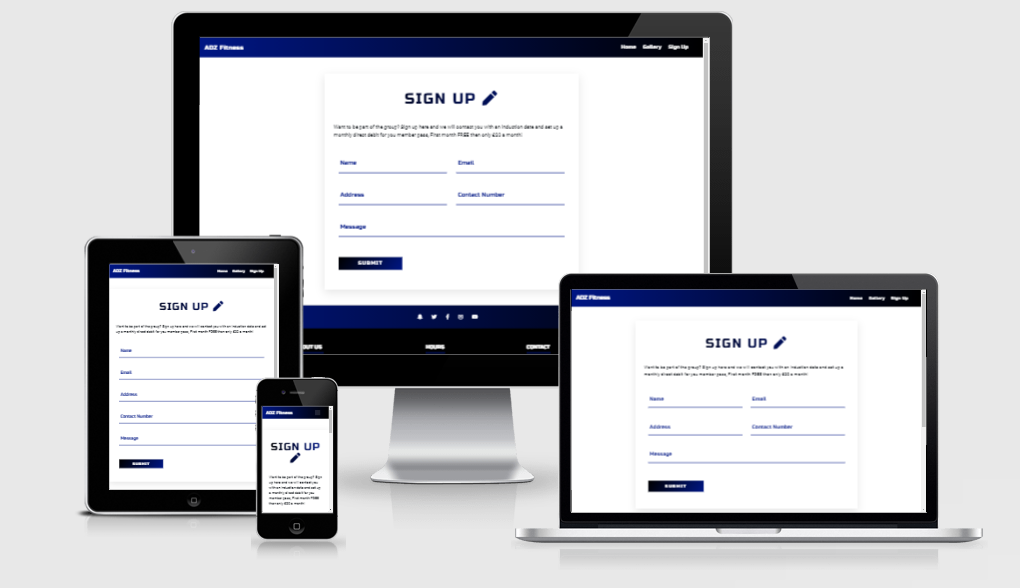 ADZ Fitness
Home Gallery Sign Up
SIGN UP
Want to be part of the group? Sign up here and we will contact you with an induction date and set up a
monthly direct debit for you member pass, First month FREE then only £22 a month!
Name Email
Address Contact Number
Message
SUBMIT
OUT US HOURS CONTACT
ADZ Fitness
Home Gallery Sign Up
SIGN UP
Want to be part of the group? Sign up here and we will contact you with an induction date and set
up a monthly direct debit for you member pass, First month FREE then only £22 a month!
Name
Email
Address
Contact Number
Message
SUBMIT
ADZ Fitness
SIGN UP
Want to be part of the group? Sign
up here and we will contact you
with an induction date and set up
a monthly direct debit for you
member pass, First month FREE
then only £22 a month!
ADZ Fitness
Home Gallery Sign Up
SIGN UP
Want to be part of the group? Sign up here and we will contact you with an induction date and set up a
monthly direct debit for you member pass, First month FREE then only £22 a month!
Name Email
Address Contact Number
Message
SUBMIT